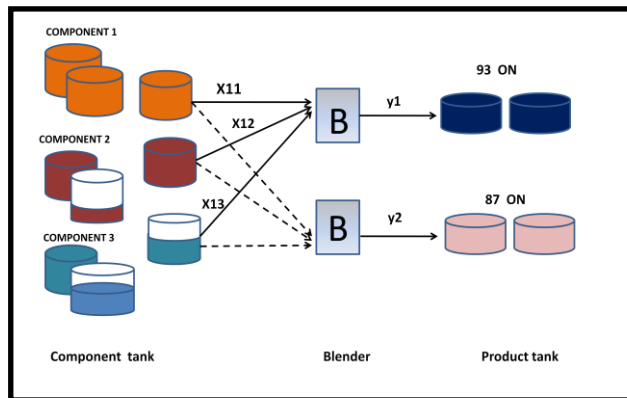 COMPONENT 1
X11
y1
93 ON
B
COMPONENT 2
X12
X13
87 ON
B
y2
COMPONENT 3
Component tank
Blender
Product tank